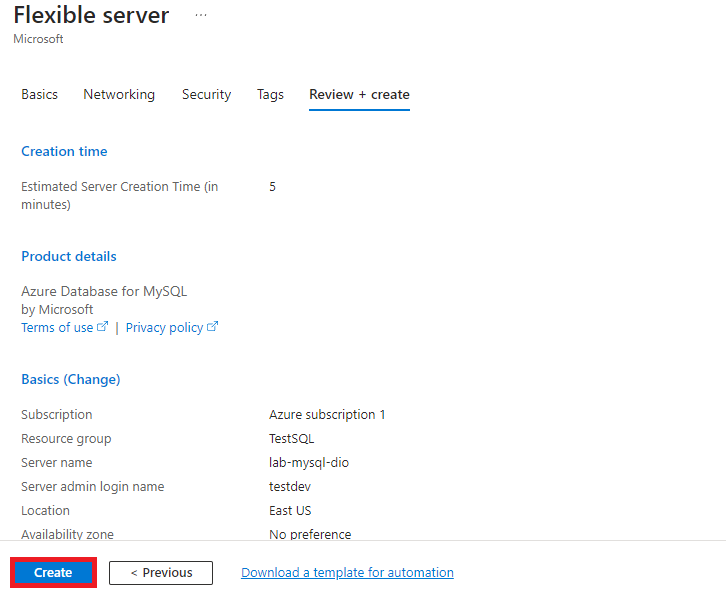 Flexible server ...
Microsoft
Basics Networking Security Tags Review + create
Creation time
Estimated Server Creation Time (in 5
minutes)
Product details
Azure Database for MySQL
by Microsoft
Terms of use | Privacy policy
Basics (Change)
Subscription Azure subscription 1
Resource group TestSQL
Server name lab-mysql-dio
Server admin login name testdev
Location East US
Availability zone No preference
Create < Previous Download a template for automation